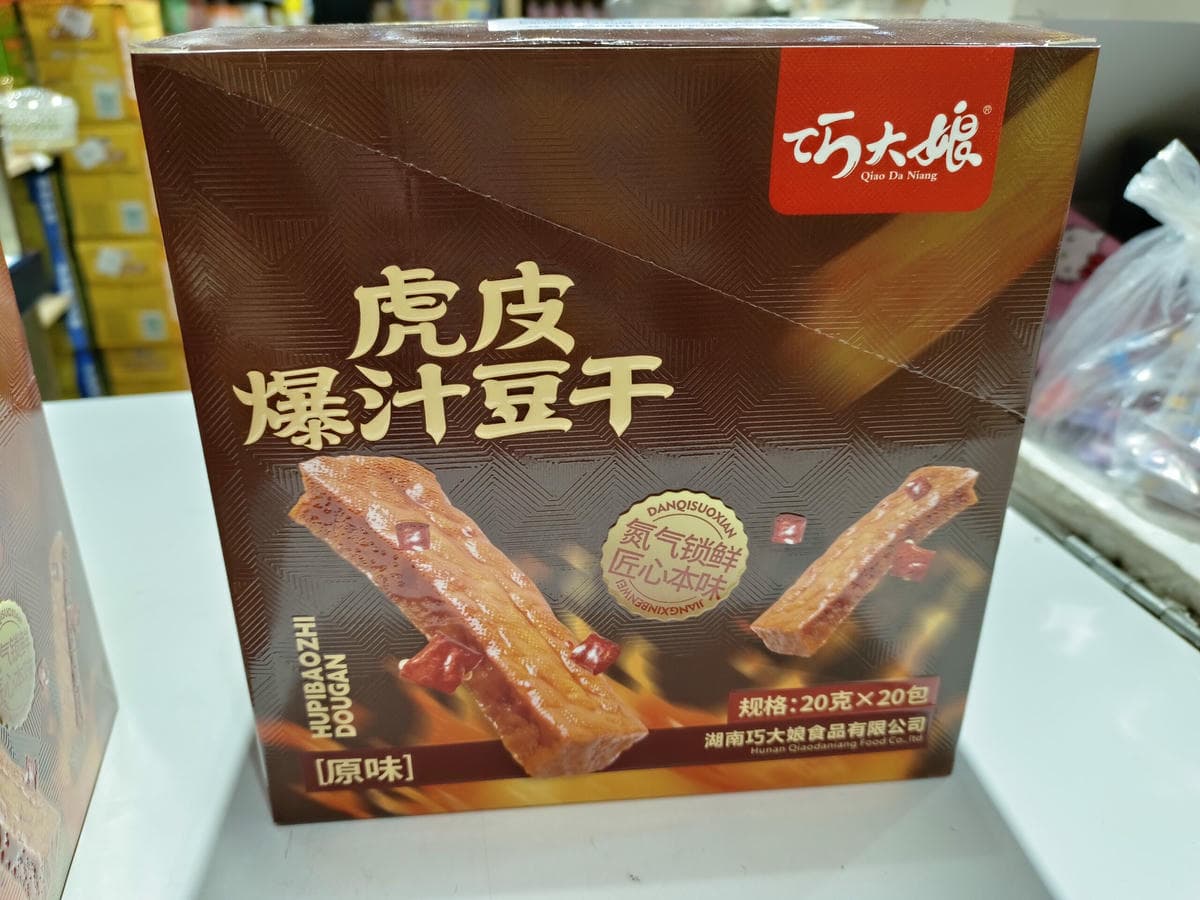 巧大娘®
Qiao Da Niang
虎皮
爆汁豆干
DANQISUOXIAN
氮气锁鲜
匠心本味
JIANGXINBENWEI
HUPIBAOZHI
DOUGAN
规格:20克×20包
湖南巧大娘食品有限公司
Hunan Qiaodaniang Food Co., ltd
[原味]